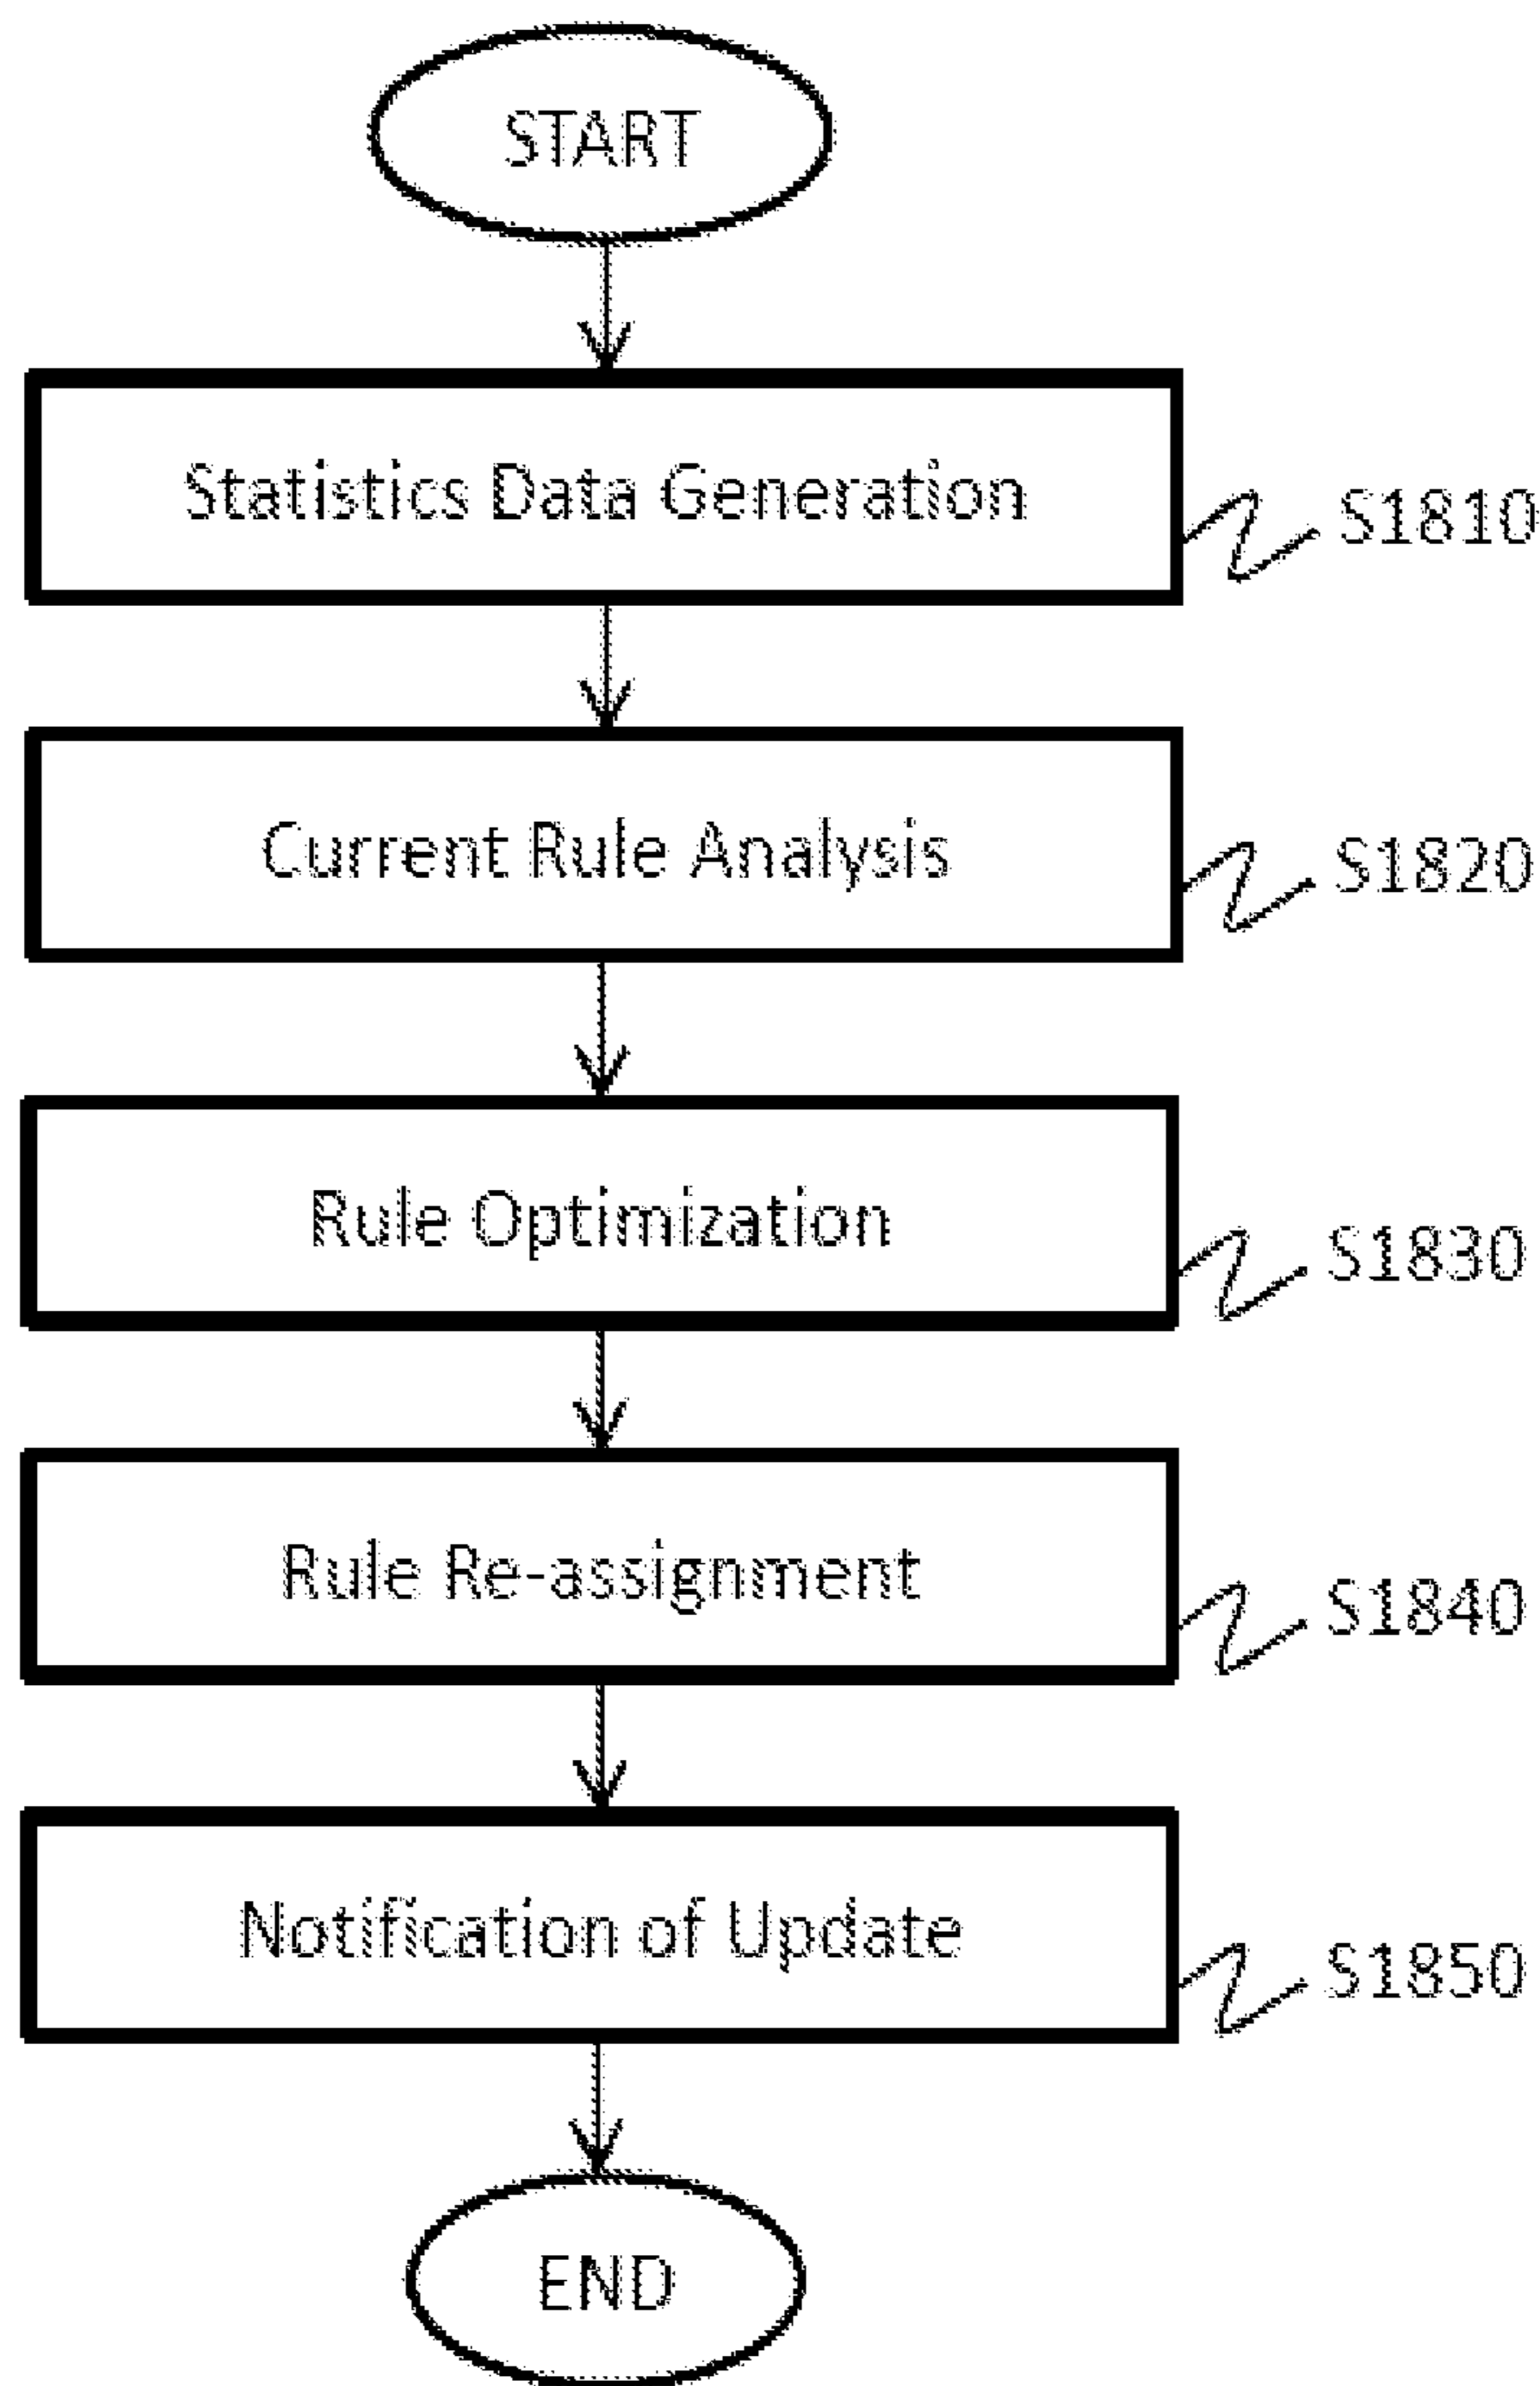 START
Statistics Data Generation
S1810
Current Rule Analysis
S1820
Rule Optimization
S1830
Rule Re-assignment
S1840
Notification of Update
S1850
END